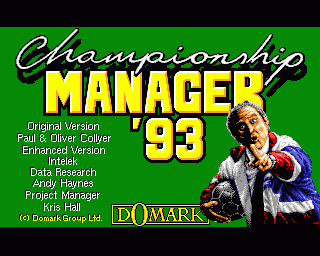 Championship
MANAGER
'93
Original Version
Paul & Oliver Collyer
Enhanced Version
Intelek
Data Research
Andy Haynes
Project Manager
Kris Hall
(c) Domark Group Ltd.
DOMARK